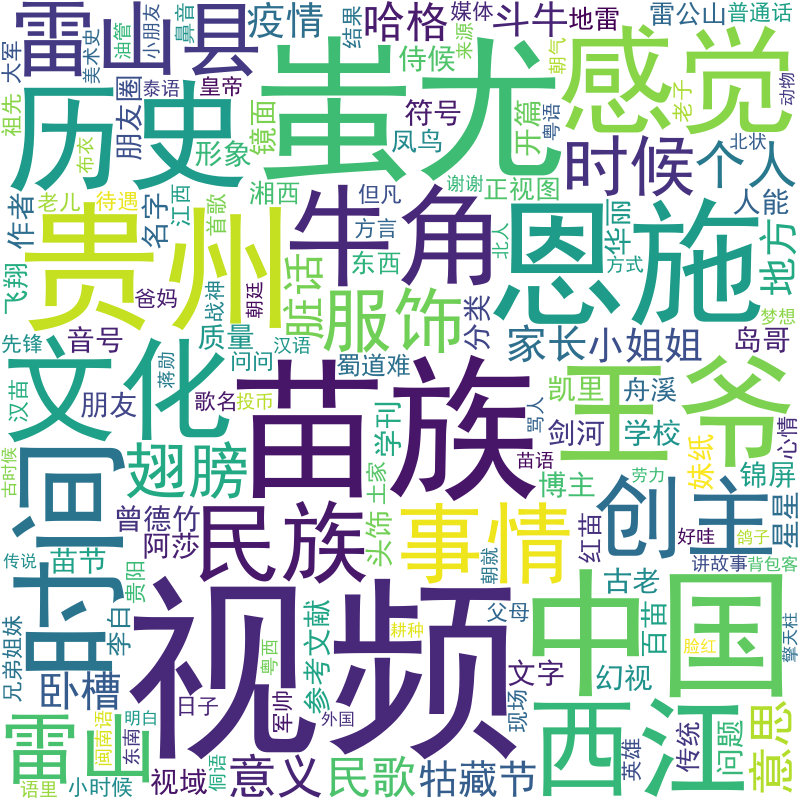 雷山县
疫情
哈格
媒体
斗牛
地雷
雷公山
普通话
大军
美术史
油管
小朋友
鼻音
结果
来源
朝气
侍候
老子
动物
感觉
蚩尤
历史
祖先
布衣
朋友圈
泰语
皇帝
形象
镜面
符号
凤鸟
开篇
粤语
时候
个人
北状
作者
老儿
名字
待遇
江西
首歌
湘西
但凡
谢谢
正视图
方言
东西
北人
华丽
方式
人能
地方
贵州
牛角
恩施
飞翔
爸妈
战神
朝廷
脏话
服饰
分类
家长
小姐姐
岛哥
梦想
先锋
音号
质量
蒋勋
问问
汉语
蜀道难
文化
汉苗
朋友
歌名
投币
翅膀
苗族
学刊
骂人
凯里
舟溪
王爷
古时候
时间
曾德竹
阿莎
民族
头饰
土家
事情
苗语
剑河
学校
博主
劳力
妹纸
锦屏
心情
星星
创主
红苗
好哇
鸽子
传说
苗节
贵阳
李白
兄弟姐妹
卧槽
视频
粤西
参考文献
父母
耕种
朝就
文字
古老
百苗
幻视
脸红
讲故事
背包客
擎天柱
中国
雷山
闽南语
东南
语里
小时候
日子
视域
侗语
意义
军帅
外国
民歌
现场
牯藏节
西江
英雄
传统
问题
意思